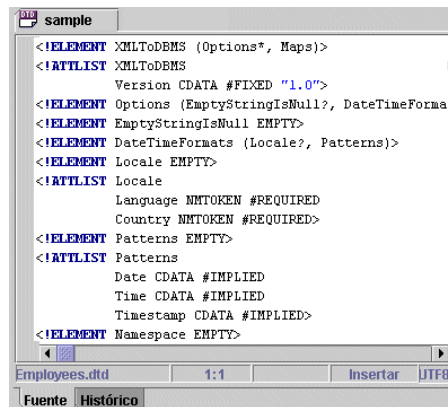 DTD sample
<!ELEMENT XMLToDBMS (Options*, Maps)>
<!ATTLIST XMLToDBMS
Version CDATA #FIXED "1.0">
<!ELEMENT Options (EmptyStringIsNull?, DateTimeForma
<!ELEMENT EmptyStringIsNull EMPTY>
<!ELEMENT DateTimeFormats (Locale?, Patterns)>
<!ELEMENT Locale EMPTY>
<!ATTLIST Locale
Language NMTOKEN #REQUIRED
Country NMTOKEN #REQUIRED>
<!ELEMENT Patterns EMPTY>
<!ATTLIST Patterns
Date CDATA #IMPLIED
Time CDATA #IMPLIED
Timestamp CDATA #IMPLIED>
<!ELEMENT Namespace EMPTY>
Employees.dtd 1:1 Insertar UTF8
Fuente Histórico